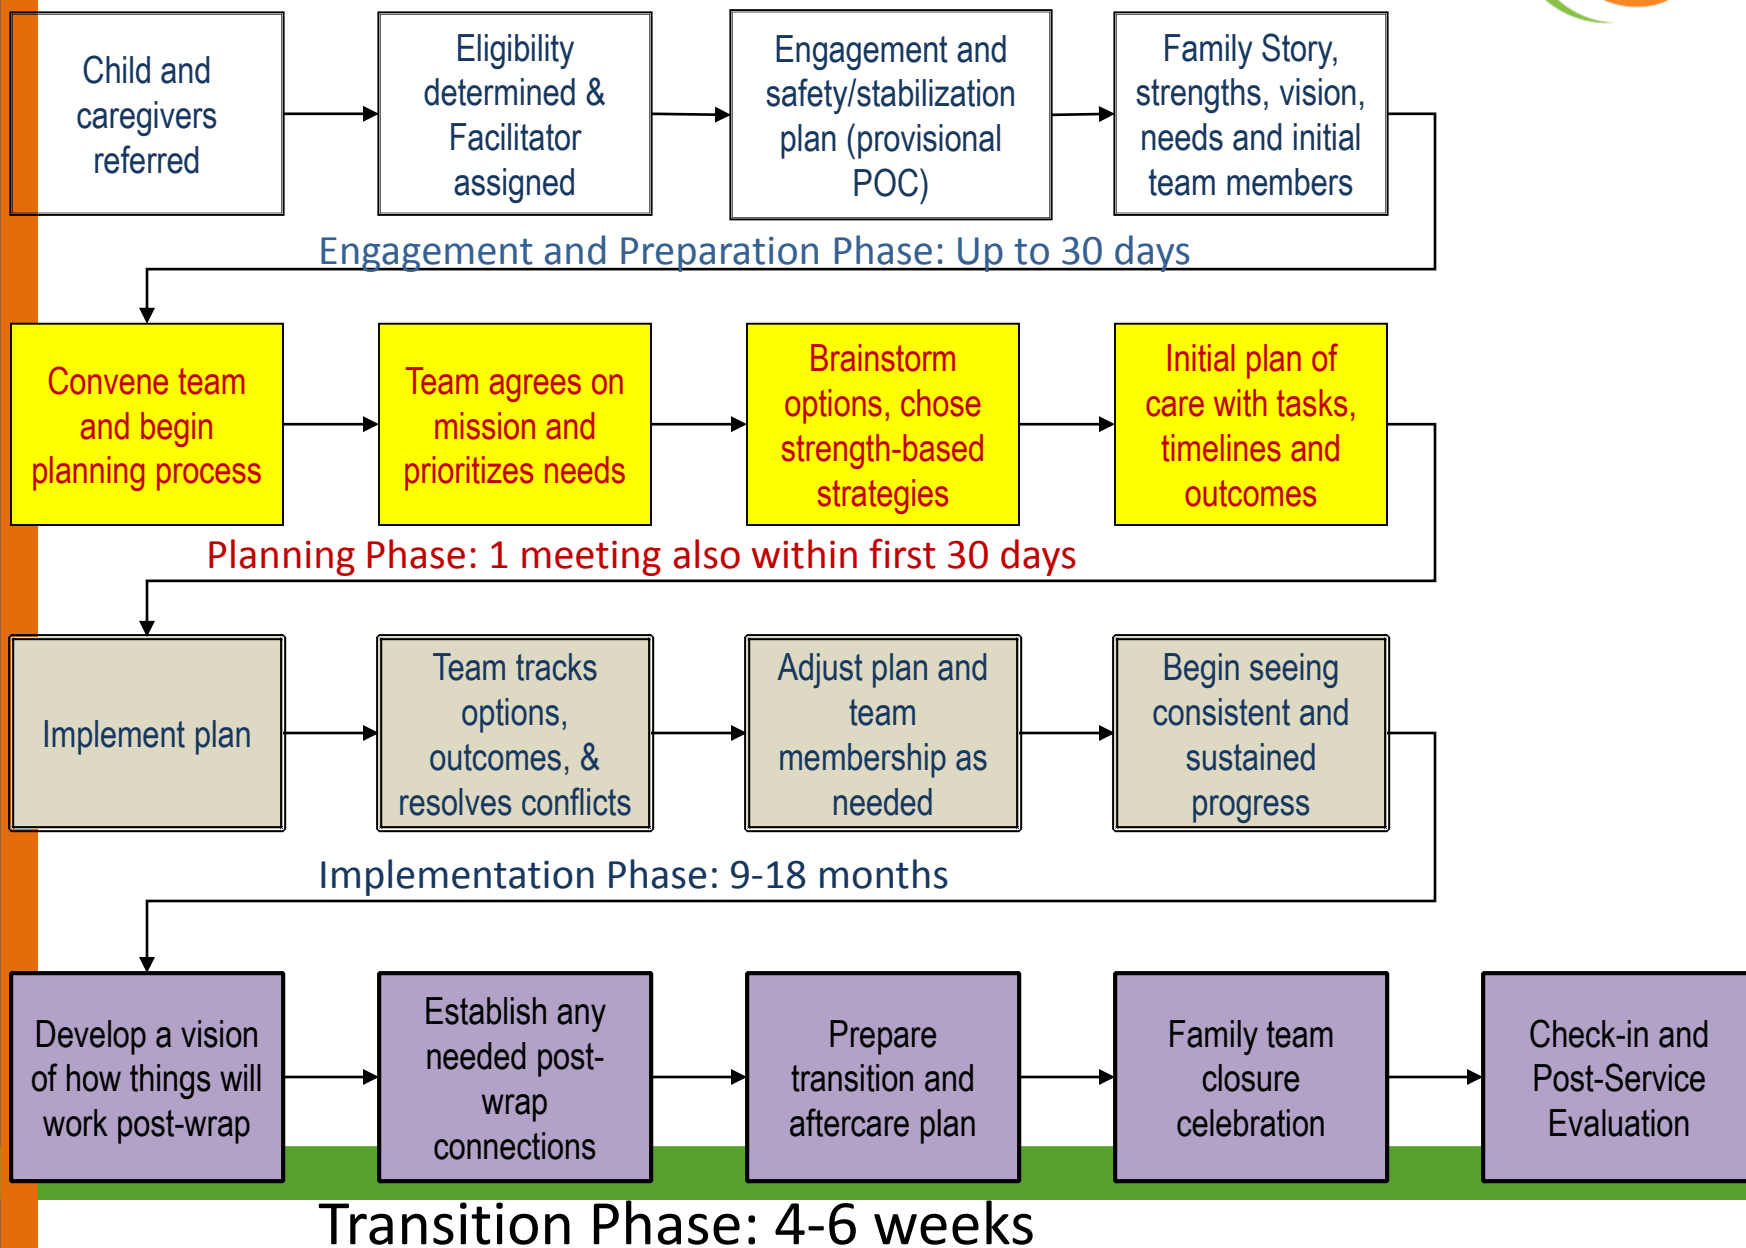 Child and
caregivers
referred
Eligibility
determined &
Facilitator
assigned
Engagement and
safety/stabilization
plan (provisional
POC)
Family Story,
strengths, vision,
needs and initial
team members
Engagement and Preparation Phase: Up to 30 days
Convene team
and begin
planning process
Team agrees on
mission and
prioritizes needs
Brainstorm
options, chose
strength-based
strategies
Initial plan of
care with tasks,
timelines and
outcomes
Planning Phase: 1 meeting also within first 30 days
Implement plan
Team tracks
options,
outcomes, &
resolves conflicts
Adjust plan and
team
membership as
needed
Begin seeing
consistent and
sustained
progress
Implementation Phase: 9-18 months
Develop a vision
of how things will
work post-wrap
Establish any
needed post-
wrap
connections
Prepare
transition and
aftercare plan
Family team
closure
celebration
Check-in and
Post-Service
Evaluation
Transition Phase: 4-6 weeks